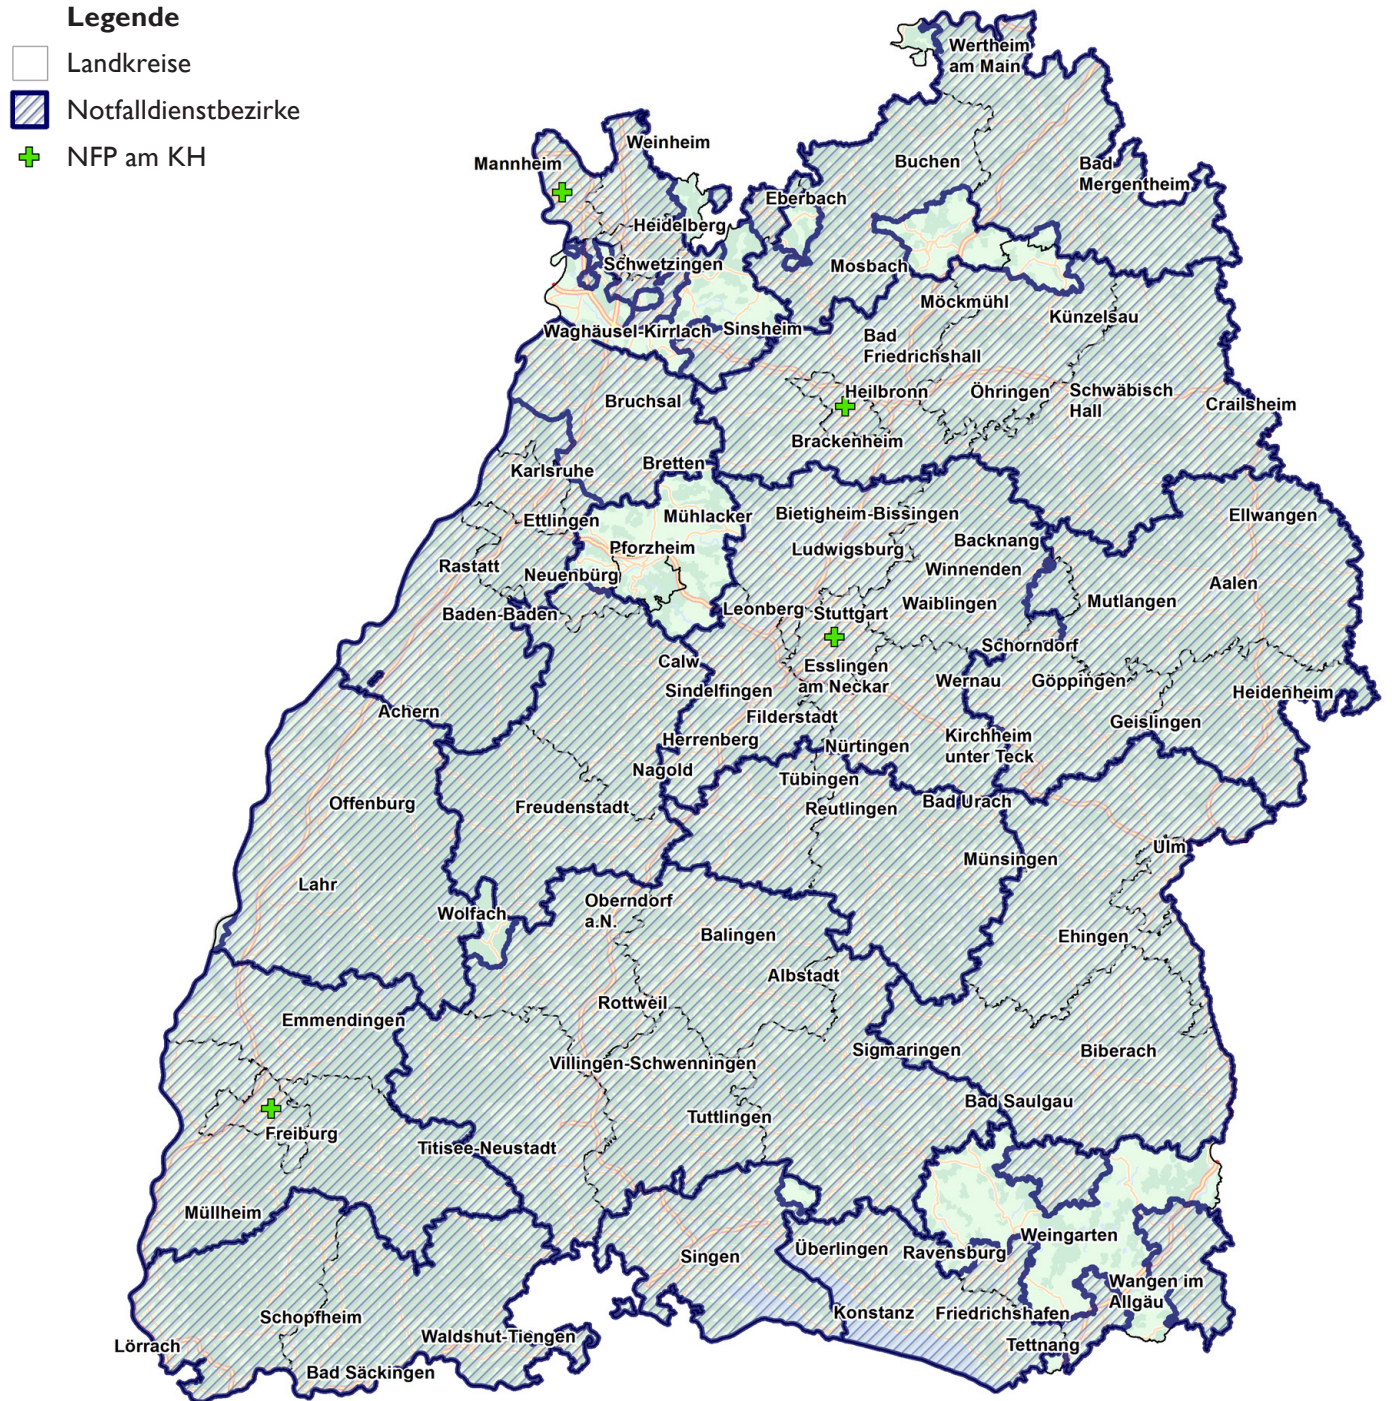 Legende
Landkreise
Notfalldienstbezirke
NFP am KH
Wertheim
am Main
Weinheim
Mannheim
Buchen
Bad
Mergentheim
Eberbach
Heidelberg
Schwetzingen
Mosbach
Möckmühl
Künzelsau
Waghäusel-Kirrlach
Sinsheim
Bad
Friedrichshall
Heilbronn
Öhringen
Schwäbisch
Hall
Crailsheim
Bruchsal
Brackenheim
Bretten
Karlsruhe
Ettlingen
Mühlacker
Bietigheim-Bissingen
Ellwangen
Pforzheim
Ludwigsburg
Backnang
Rastatt
Neuenbürg
Winnenden
Aalen
Baden-Baden
Leonberg
Stuttgart
Waiblingen
Mutlangen
Schorndorf
Calw
Esslingen
am Neckar
Wernau
Göppingen
Heidenheim
Sindelfingen
Achern
Filderstadt
Geislingen
Herrenberg
Nürtingen
Kirchheim
unter Teck
Nagold
Tübingen
Offenburg
Freudenstadt
Reutlingen
Bad Urach
Ulm
Münsingen
Lahr
Wolfach
Oberndorf
a.N.
Balingen
Ehingen
Albstadt
Rottweil
Emmendingen
Sigmaringen
Biberach
Villingen-Schwenningen
Bad Saulgau
Tuttlingen
Freiburg
Titisee-Neustadt
Müllheim
Weingarten
Singen
Überlingen
Ravensburg
Wangen im
Allgäu
Konstanz
Friedrichshafen
Schopfheim
Waldshut-Tiengen
Tettnang
Lörrach
Bad Säckingen